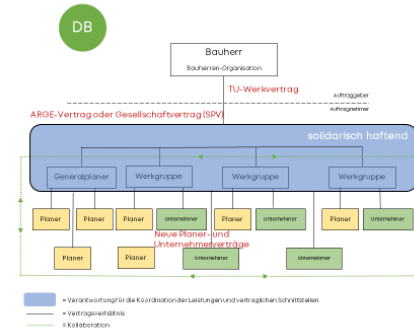 DB
Bauherr
Bauherren-Organisation
TU-Werkvertrag
Auftraggeber
Auftragnehmer
ARGE-Vertrag oder Gesellschaftvertrag (SPV)
solidarisch haftend
Generalplaner Werkgruppe Werkgruppe Werkgruppe
Planer Planer Planer Unternehmer Planer Unternehmer Planer Unternehmer
Neue Planer- und
Unternehmerverträge
Planer Planer Unternehmer Unternehmer
= Verantwortung für die Koordination der Leistungen und vertraglichen Schnittstellen
= Vertragsverhältnis
= Kollaboration